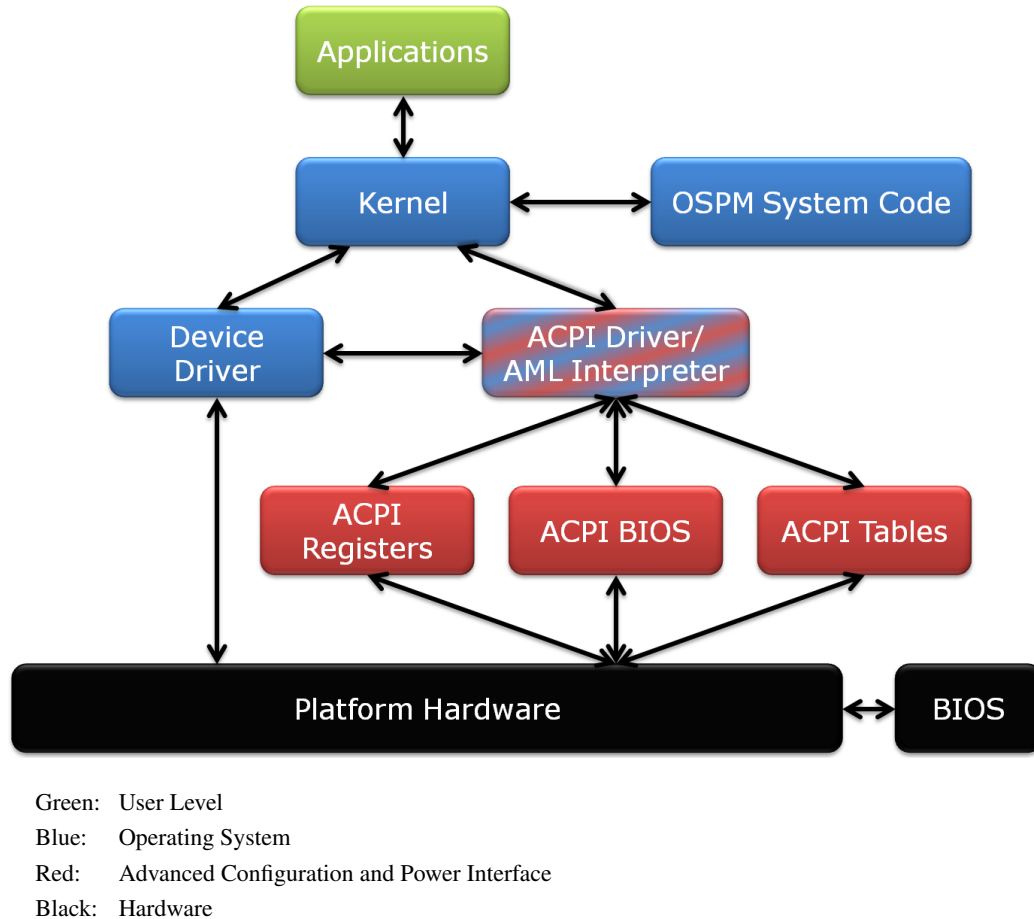 Applications
Kernel
OSPM System Code
Device
Driver
ACPI Driver/
AML Interpreter
ACPI
Registers
ACPI BIOS
ACPI Tables
Platform Hardware
BIOS
Green: User Level
Blue: Operating System
Red: Advanced Configuration and Power Interface
Black: Hardware